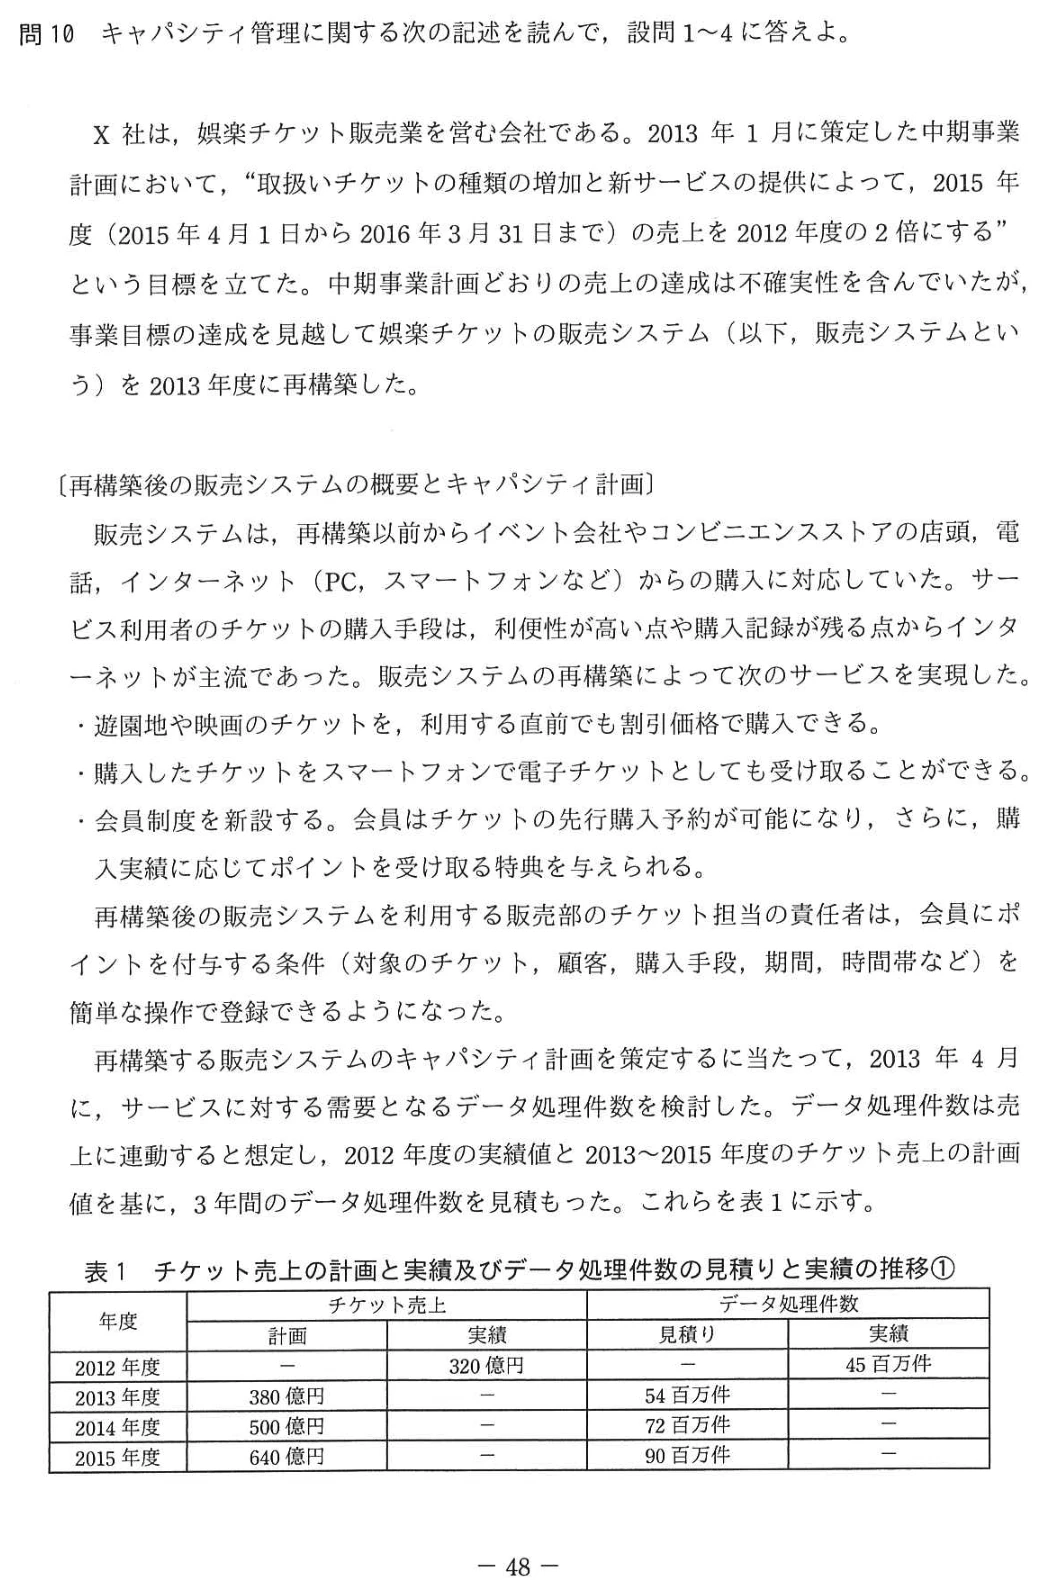 問10 キャパシティ管理に関する次の記述を読んで，設問1～4に答えよ。
X 社は，娯楽チケット販売業を営む会社である。2013 年 1 月に策定した中期事業
計画において，“取扱いチケットの種類の増加と新サービスの提供によって，2015 年
度（2015年4月1日から2016年3月31日まで）の売上を2012年度の2倍にする”
という目標を立てた。中期事業計画どおりの売上の達成は不確実性を含んでいたが，
事業目標の達成を見越して娯楽チケットの販売システム（以下，販売システムとい
う）を2013年度に再構築した。
〔再構築後の販売システムの概要とキャパシティ計画〕
販売システムは，再構築以前からイベント会社やコンビニエンスストアの店頭，電
話，インターネット（PC，スマートフォンなど）からの購入に対応していた。サー
ビス利用者のチケットの購入手段は，利便性が高い点や購入記録が残る点からインタ
ーネットが主流であった。販売システムの再構築によって次のサービスを実現した。
・遊園地や映画のチケットを，利用する直前でも割引価格で購入できる。
・購入したチケットをスマートフォンで電子チケットとしても受け取ることができる。
・会員制度を新設する。会員はチケットの先行購入予約が可能になり，さらに，購
入実績に応じてポイントを受け取る特典を与えられる。
再構築後の販売システムを利用する販売部のチケット担当の責任者は，会員にポ
イントを付与する条件（対象のチケット，顧客，購入手段，期間，時間帯など）を
簡単な操作で登録できるようになった。
再構築する販売システムのキャパシティ計画を策定するに当たって，2013 年 4 月
に，サービスに対する需要となるデータ処理件数を検討した。データ処理件数は売
上に連動すると想定し，2012 年度の実績値と 2013～2015 年度のチケット売上の計画
値を基に，3年間のデータ処理件数を見積もった。これらを表1に示す。
表1 チケット売上の計画と実績及びデータ処理件数の見積りと実績の推移①
年度 チケット売上 データ処理件数
計画 実績 見積り 実績
2012年度 － 320億円 － 45百万件
2013年度 380億円 － 54百万件 －
2014年度 500億円 － 72百万件 －
2015年度 640億円 － 90百万件 －
－ 48 －